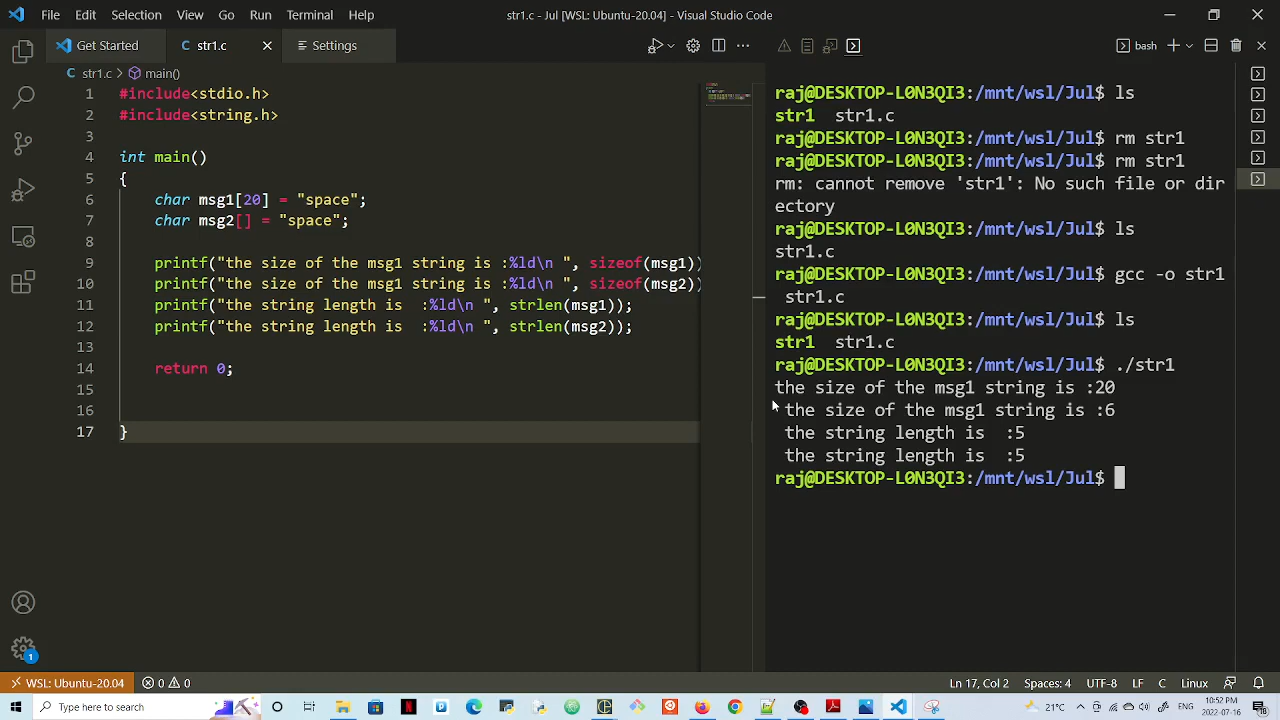 File Edit Selection View Go Run Terminal Help
str1.c - Jul [WSL: Ubuntu-20.04] - Visual Studio Code
Get Started
C str1.c
Settings
bash
C str1.c > main()
1 #include<stdio.h>
2 #include<string.h>
3
4 int main()
5 {
6 char msg1[20] = "space";
7 char msg2[] = "space";
8
9 printf("the size of the msg1 string is :%ld\n ", sizeof(msg1))
10 printf("the size of the msg1 string is :%ld\n ", sizeof(msg2))
11 printf("the string length is  :%ld\n ", strlen(msg1));
12 printf("the string length is  :%ld\n ", strlen(msg2));
13
14 return 0;
15
16
17 }
raj@DESKTOP-L0N3QI3:/mnt/wsl/Jul$ ls
str1  str1.c
raj@DESKTOP-L0N3QI3:/mnt/wsl/Jul$ rm str1
raj@DESKTOP-L0N3QI3:/mnt/wsl/Jul$ rm str1
rm: cannot remove 'str1': No such file or dir
ectory
raj@DESKTOP-L0N3QI3:/mnt/wsl/Jul$ ls
str1.c
raj@DESKTOP-L0N3QI3:/mnt/wsl/Jul$ gcc -o str1
 str1.c
raj@DESKTOP-L0N3QI3:/mnt/wsl/Jul$ ls
str1  str1.c
raj@DESKTOP-L0N3QI3:/mnt/wsl/Jul$ ./str1
the size of the msg1 string is :20
 the size of the msg1 string is :6
 the string length is  :5
 the string length is  :5
raj@DESKTOP-L0N3QI3:/mnt/wsl/Jul$
1
WSL: Ubuntu-20.04
0 0
Ln 17, Col 2
Spaces: 4
UTF-8
LF
C
Linux
Type here to search
21°C
ENG
10:52 PM
2022-07-16